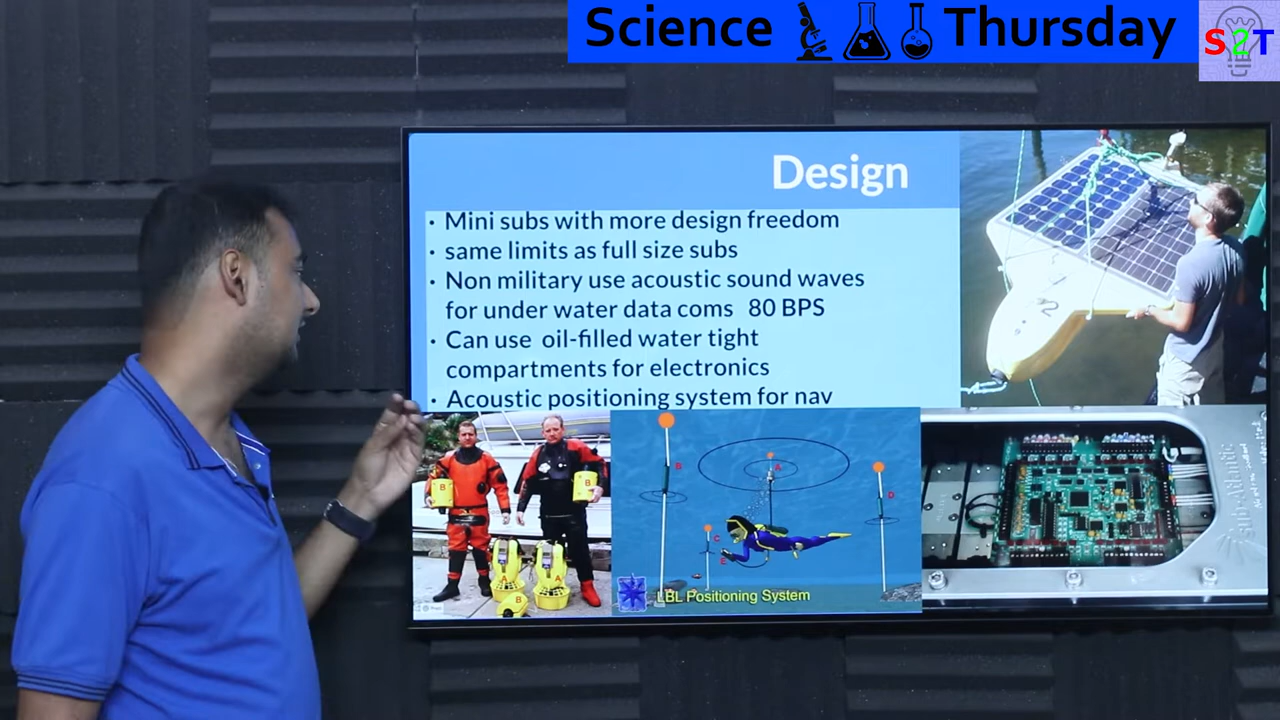 Science Thursday
S2T
Design
• Mini subs with more design freedom
• same limits as full size subs
• Non military use acoustic sound waves
for under water data coms 80 BPS
• Can use oil-filled water tight
compartments for electronics
• Acoustic positioning system for nav
2
B
B
A
A
B
B
A
D
C
E
LBL Positioning System